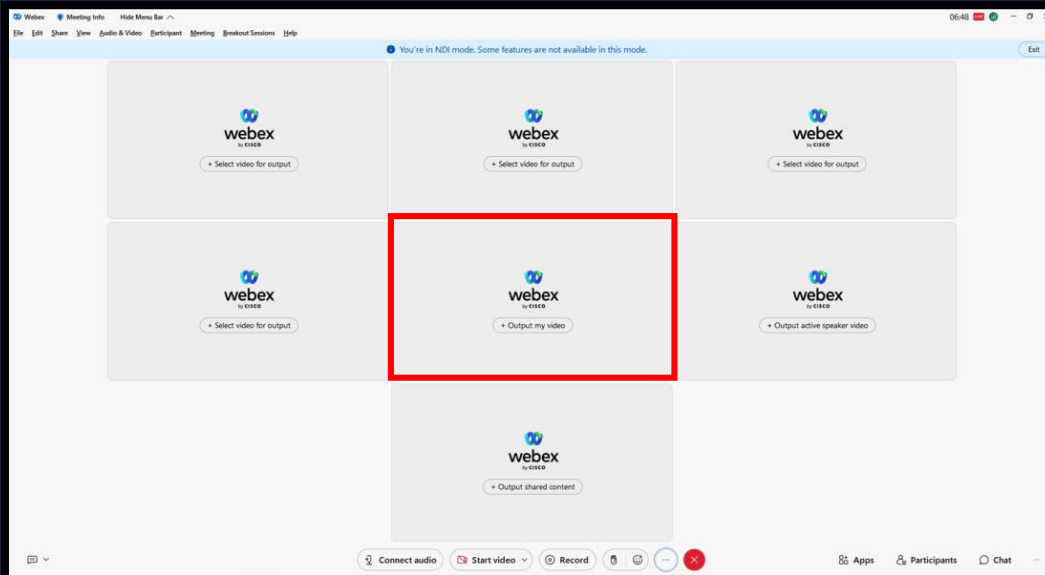 Webex Meeting Info Hide Menu Bar 06:48
File Edit Share View Audio & Video Participant Meeting Breakout Sessions Help
You're in NDI mode. Some features are not available in this mode. Exit
webex webex webex
by CISCO by CISCO by CISCO
+ Select video for output + Select video for output + Select video for output
webex webex webex
by CISCO by CISCO by CISCO
+ Select video for output + Output my video + Output active speaker video
webex
by CISCO
+ Output shared content
Connect audio Start video Record Apps Participants Chat